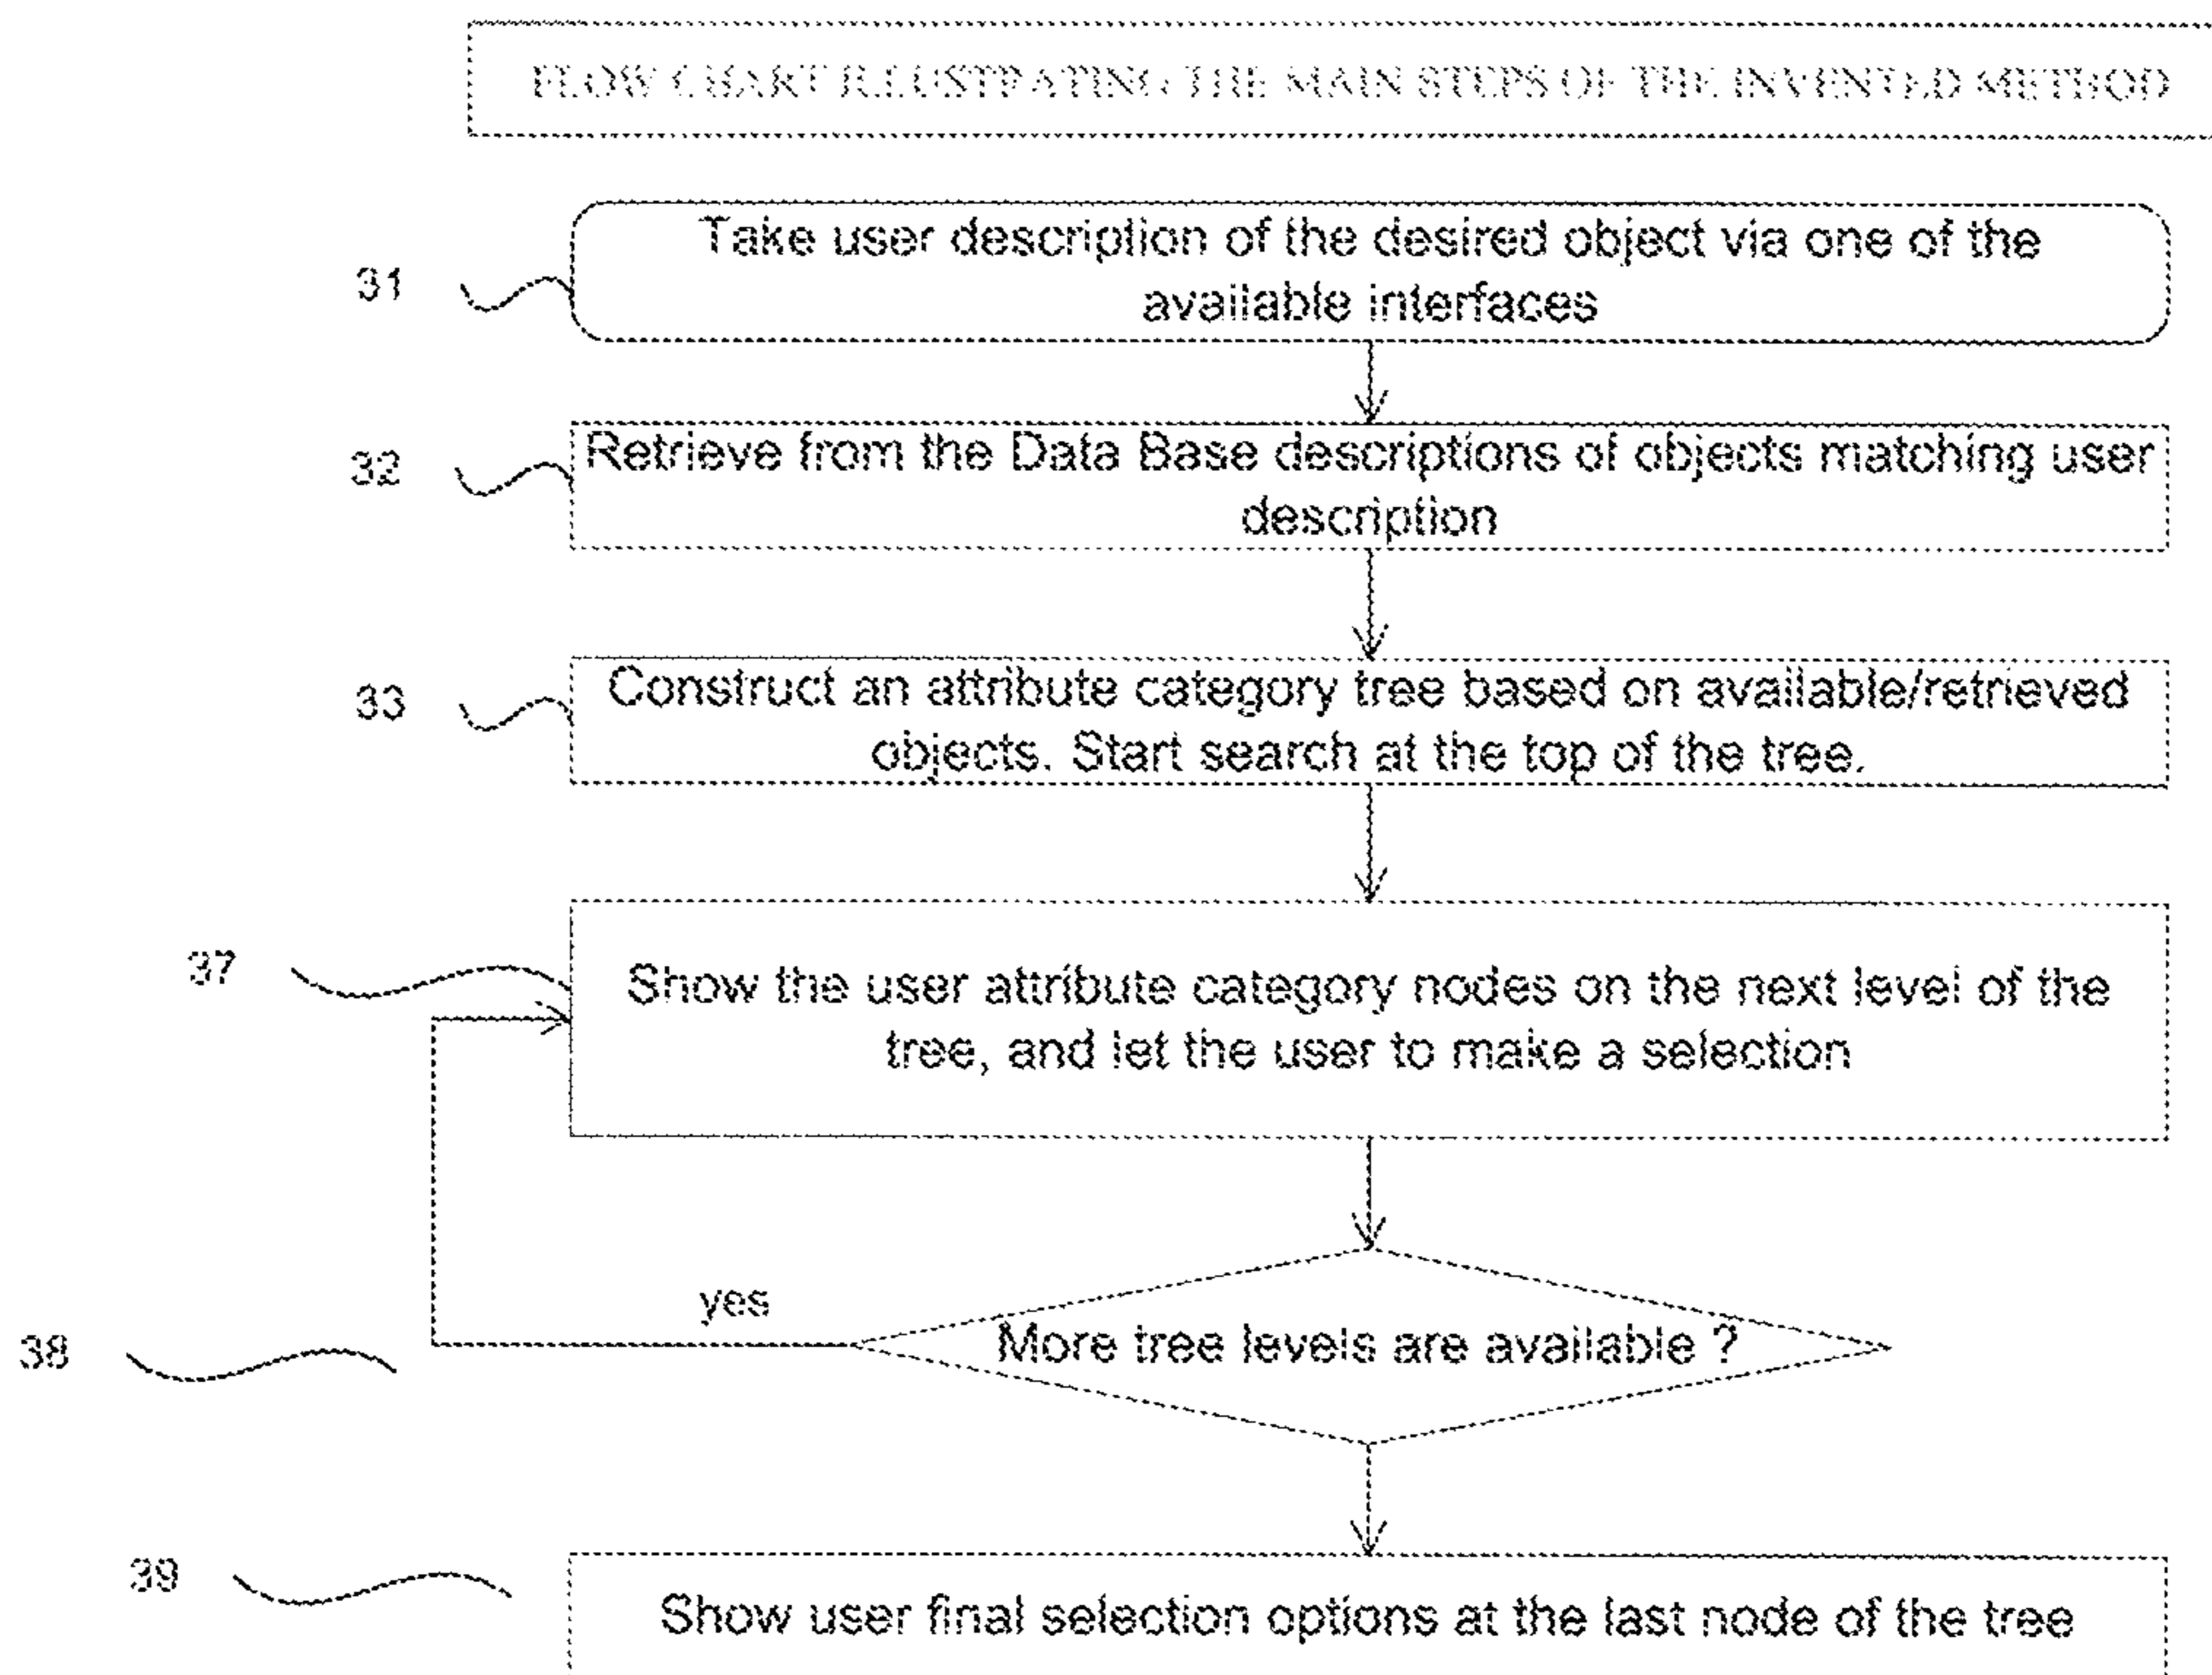 FLOW CHART ILLUSTRATING THE MAIN STEPS OF THE INVENTED METHOD
31
Take user description of the desired object via one of the
available interfaces
32
Retrieve from the Data Base descriptions of objects matching user
description
33
Construct an attribute category tree based on available/retrieved
objects. Start search at the top of the tree.
37
Show the user attribute category nodes on the next level of the
tree, and let the user to make a selection
yes
38
More tree levels are available ?
39
Show user final selection options at the last node of the tree